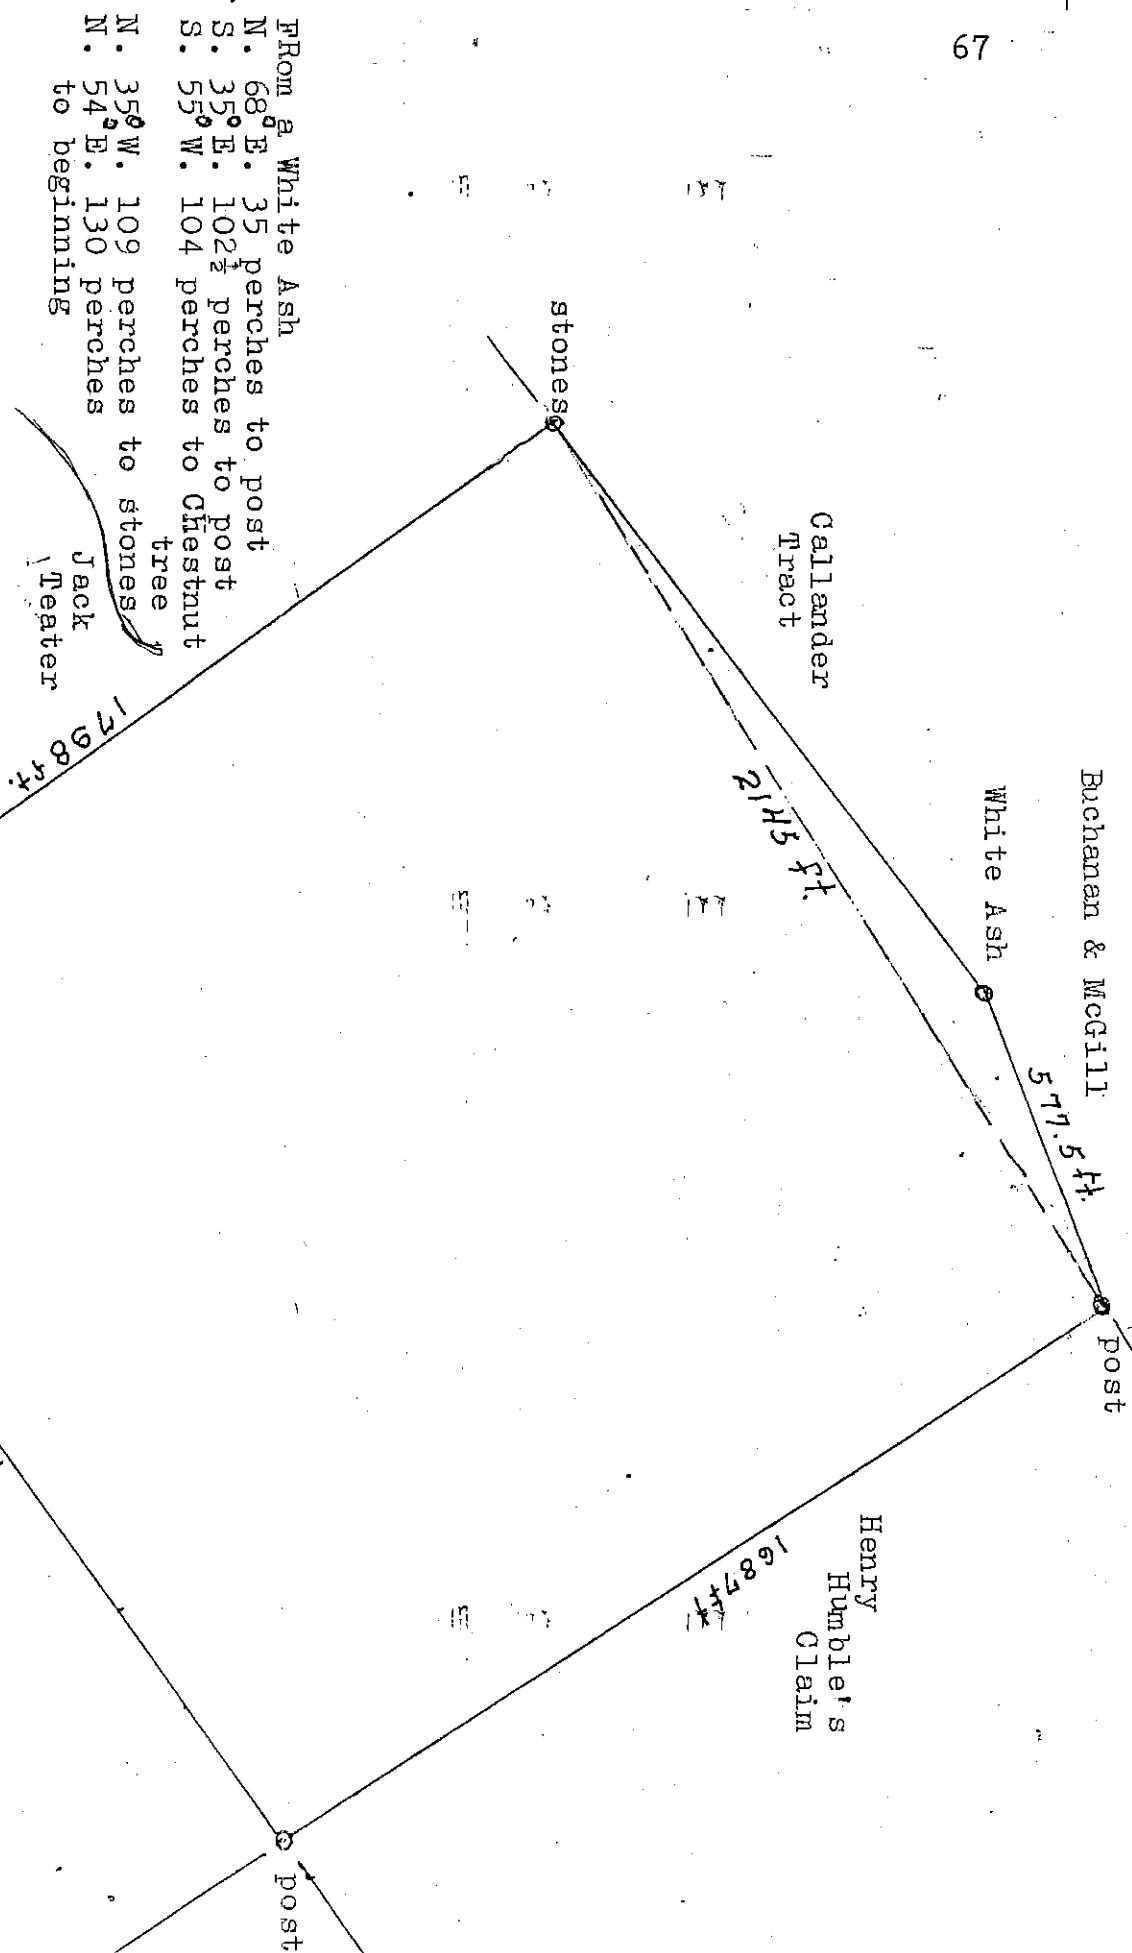 67
Buchanan & McGill
White Ash
577.5 ft.
post
Callander
Tract
2145 ft.
stones
Henry
Humble's
Claim
1687 ft
post
FRom a White Ash
N. 68° E. 35 perches to post
S. 35° E. 102½ perches to post
S. 55° W. 104 perches to Chestnut
tree
N. 35° W. 109 perches to stones
N. 54° E. 130 perches
to beginning
Jack
Teater
1798 ft.